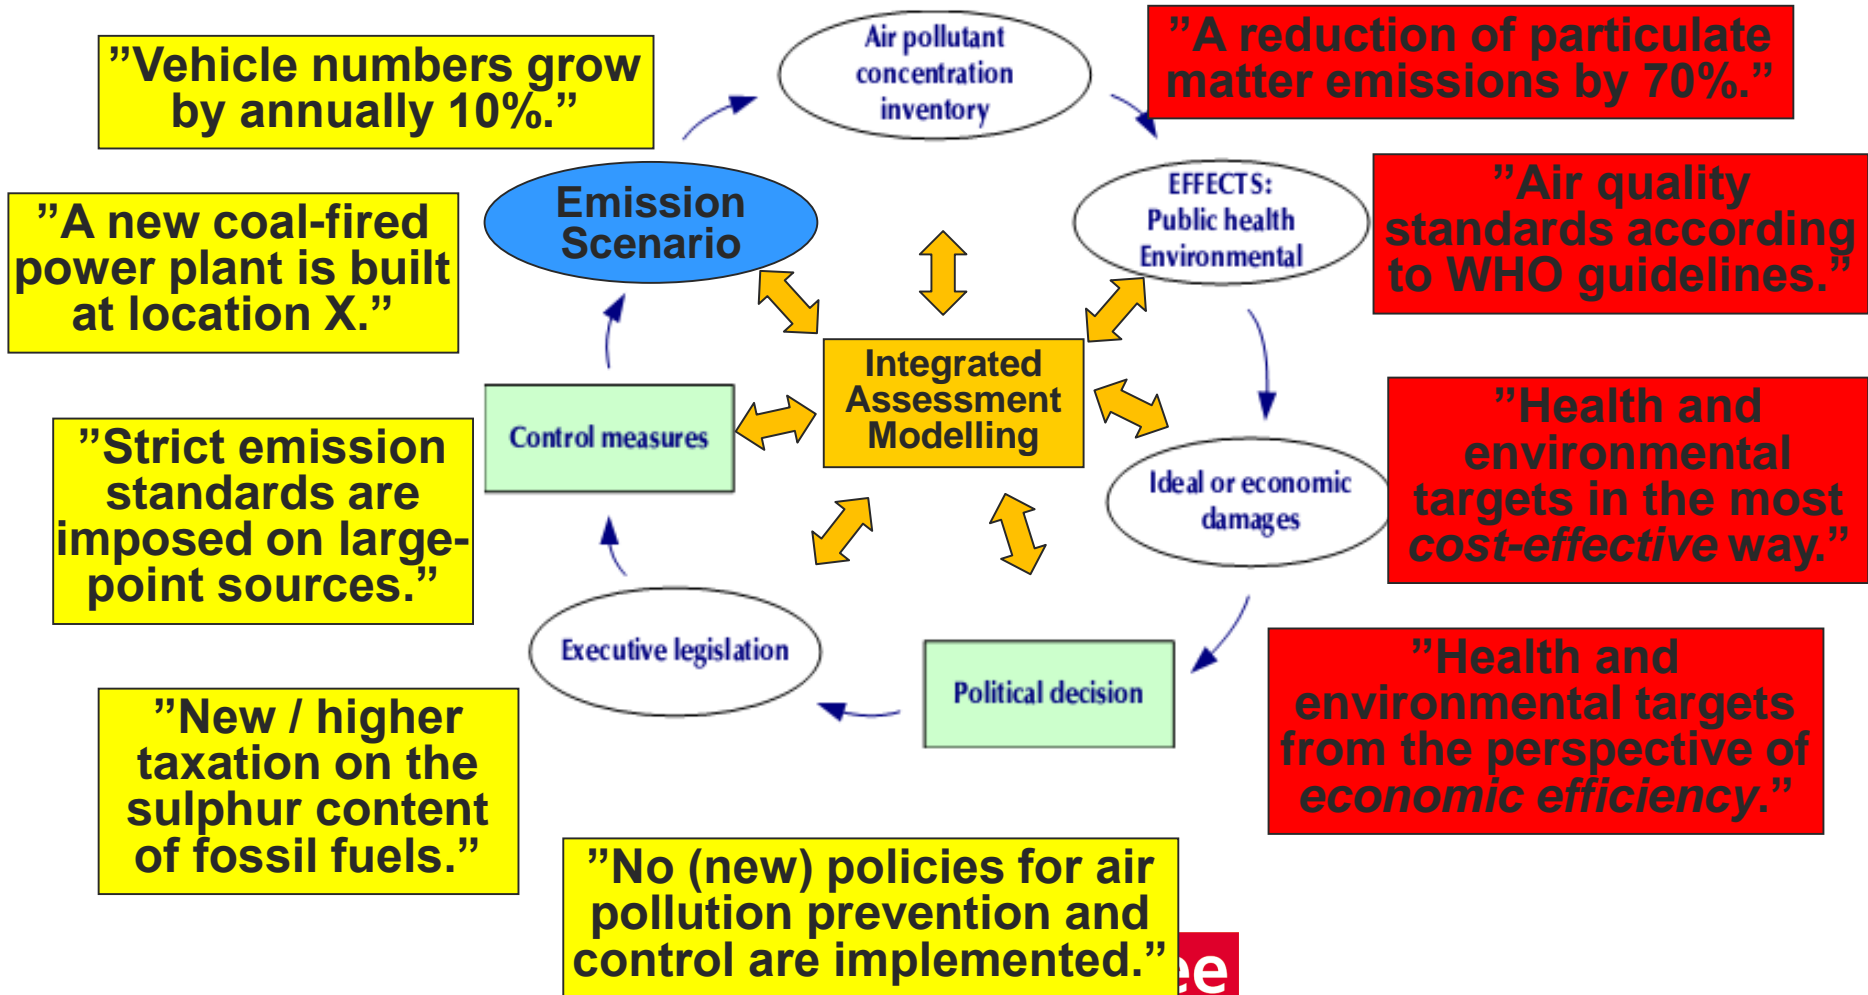 ”Vehicle numbers grow
by annually 10%.”
Air pollutant
concentration
inventory
”A reduction of particulate
matter emissions by 70%.”
”A new coal-fired
power plant is built
at location X.”
Emission
Scenario
EFFECTS:
Public health
Environmental
”Air quality
standards according
to WHO guidelines.”
Integrated
Assessment
Modelling
Control measures
”Strict emission
standards are
imposed on large-
point sources.”
Ideal or economic
damages
”Health and
environmental
targets in the most
cost-effective way.”
Executive legislation
Political decision
”Health and
environmental targets
from the perspective of
economic efficiency.”
”New / higher
taxation on the
sulphur content
of fossil fuels.”
”No (new) policies for air
pollution prevention and
control are implemented.”